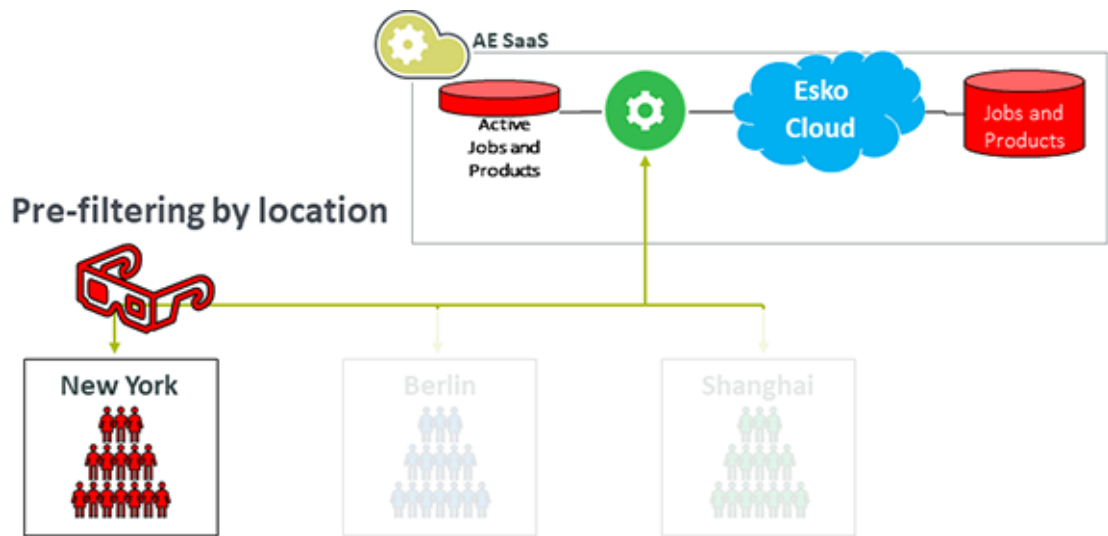 AE SaaS
Esko
Cloud
Jobs and
Products
Active
Jobs and
Products
Pre-filtering by location
New York
Berlin
Shanghai